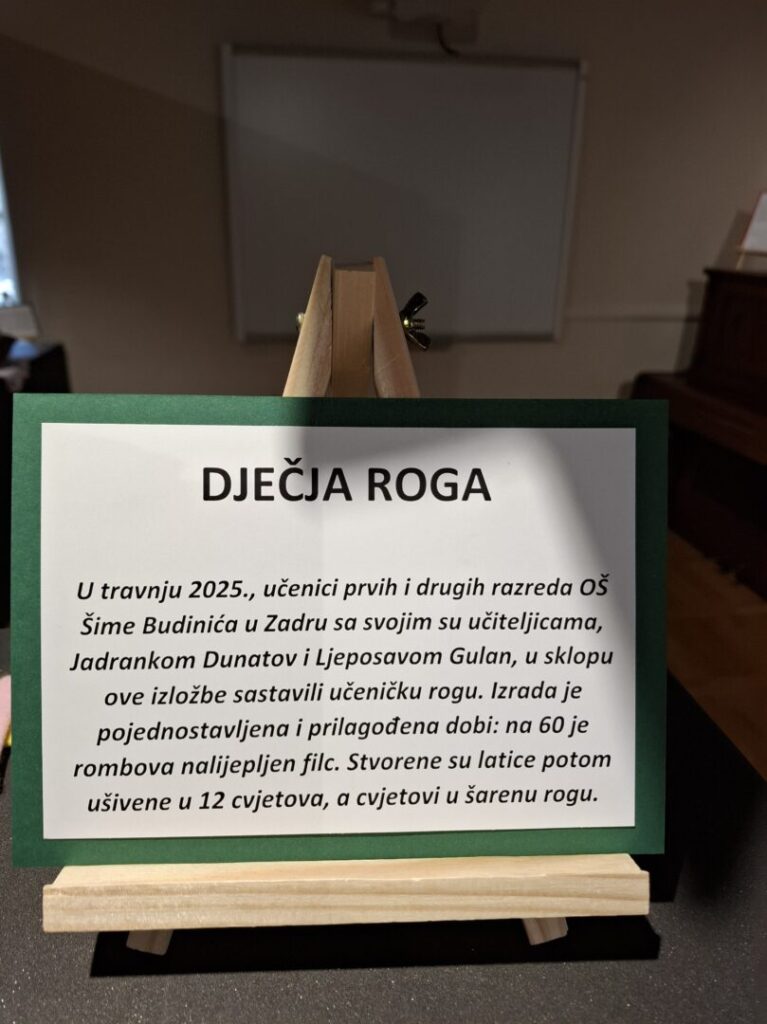 DJEČJA ROGA
U travnju 2025., učenici prvih i drugih razreda OŠ
Šime Budinića u Zadru sa svojim su učiteljicama,
Jadrankom Dunatov i Ljeposavom Gulan, u sklopu
ove izložbe sastavili učeničku rogu. Izrada je
pojednostavljena i prilagođena dobi: na 60 je
rombova nalijepljen filc. Stvorene su latice potom
ušivene u 12 cvjetova, a cvjetovi u šarenu rogu.